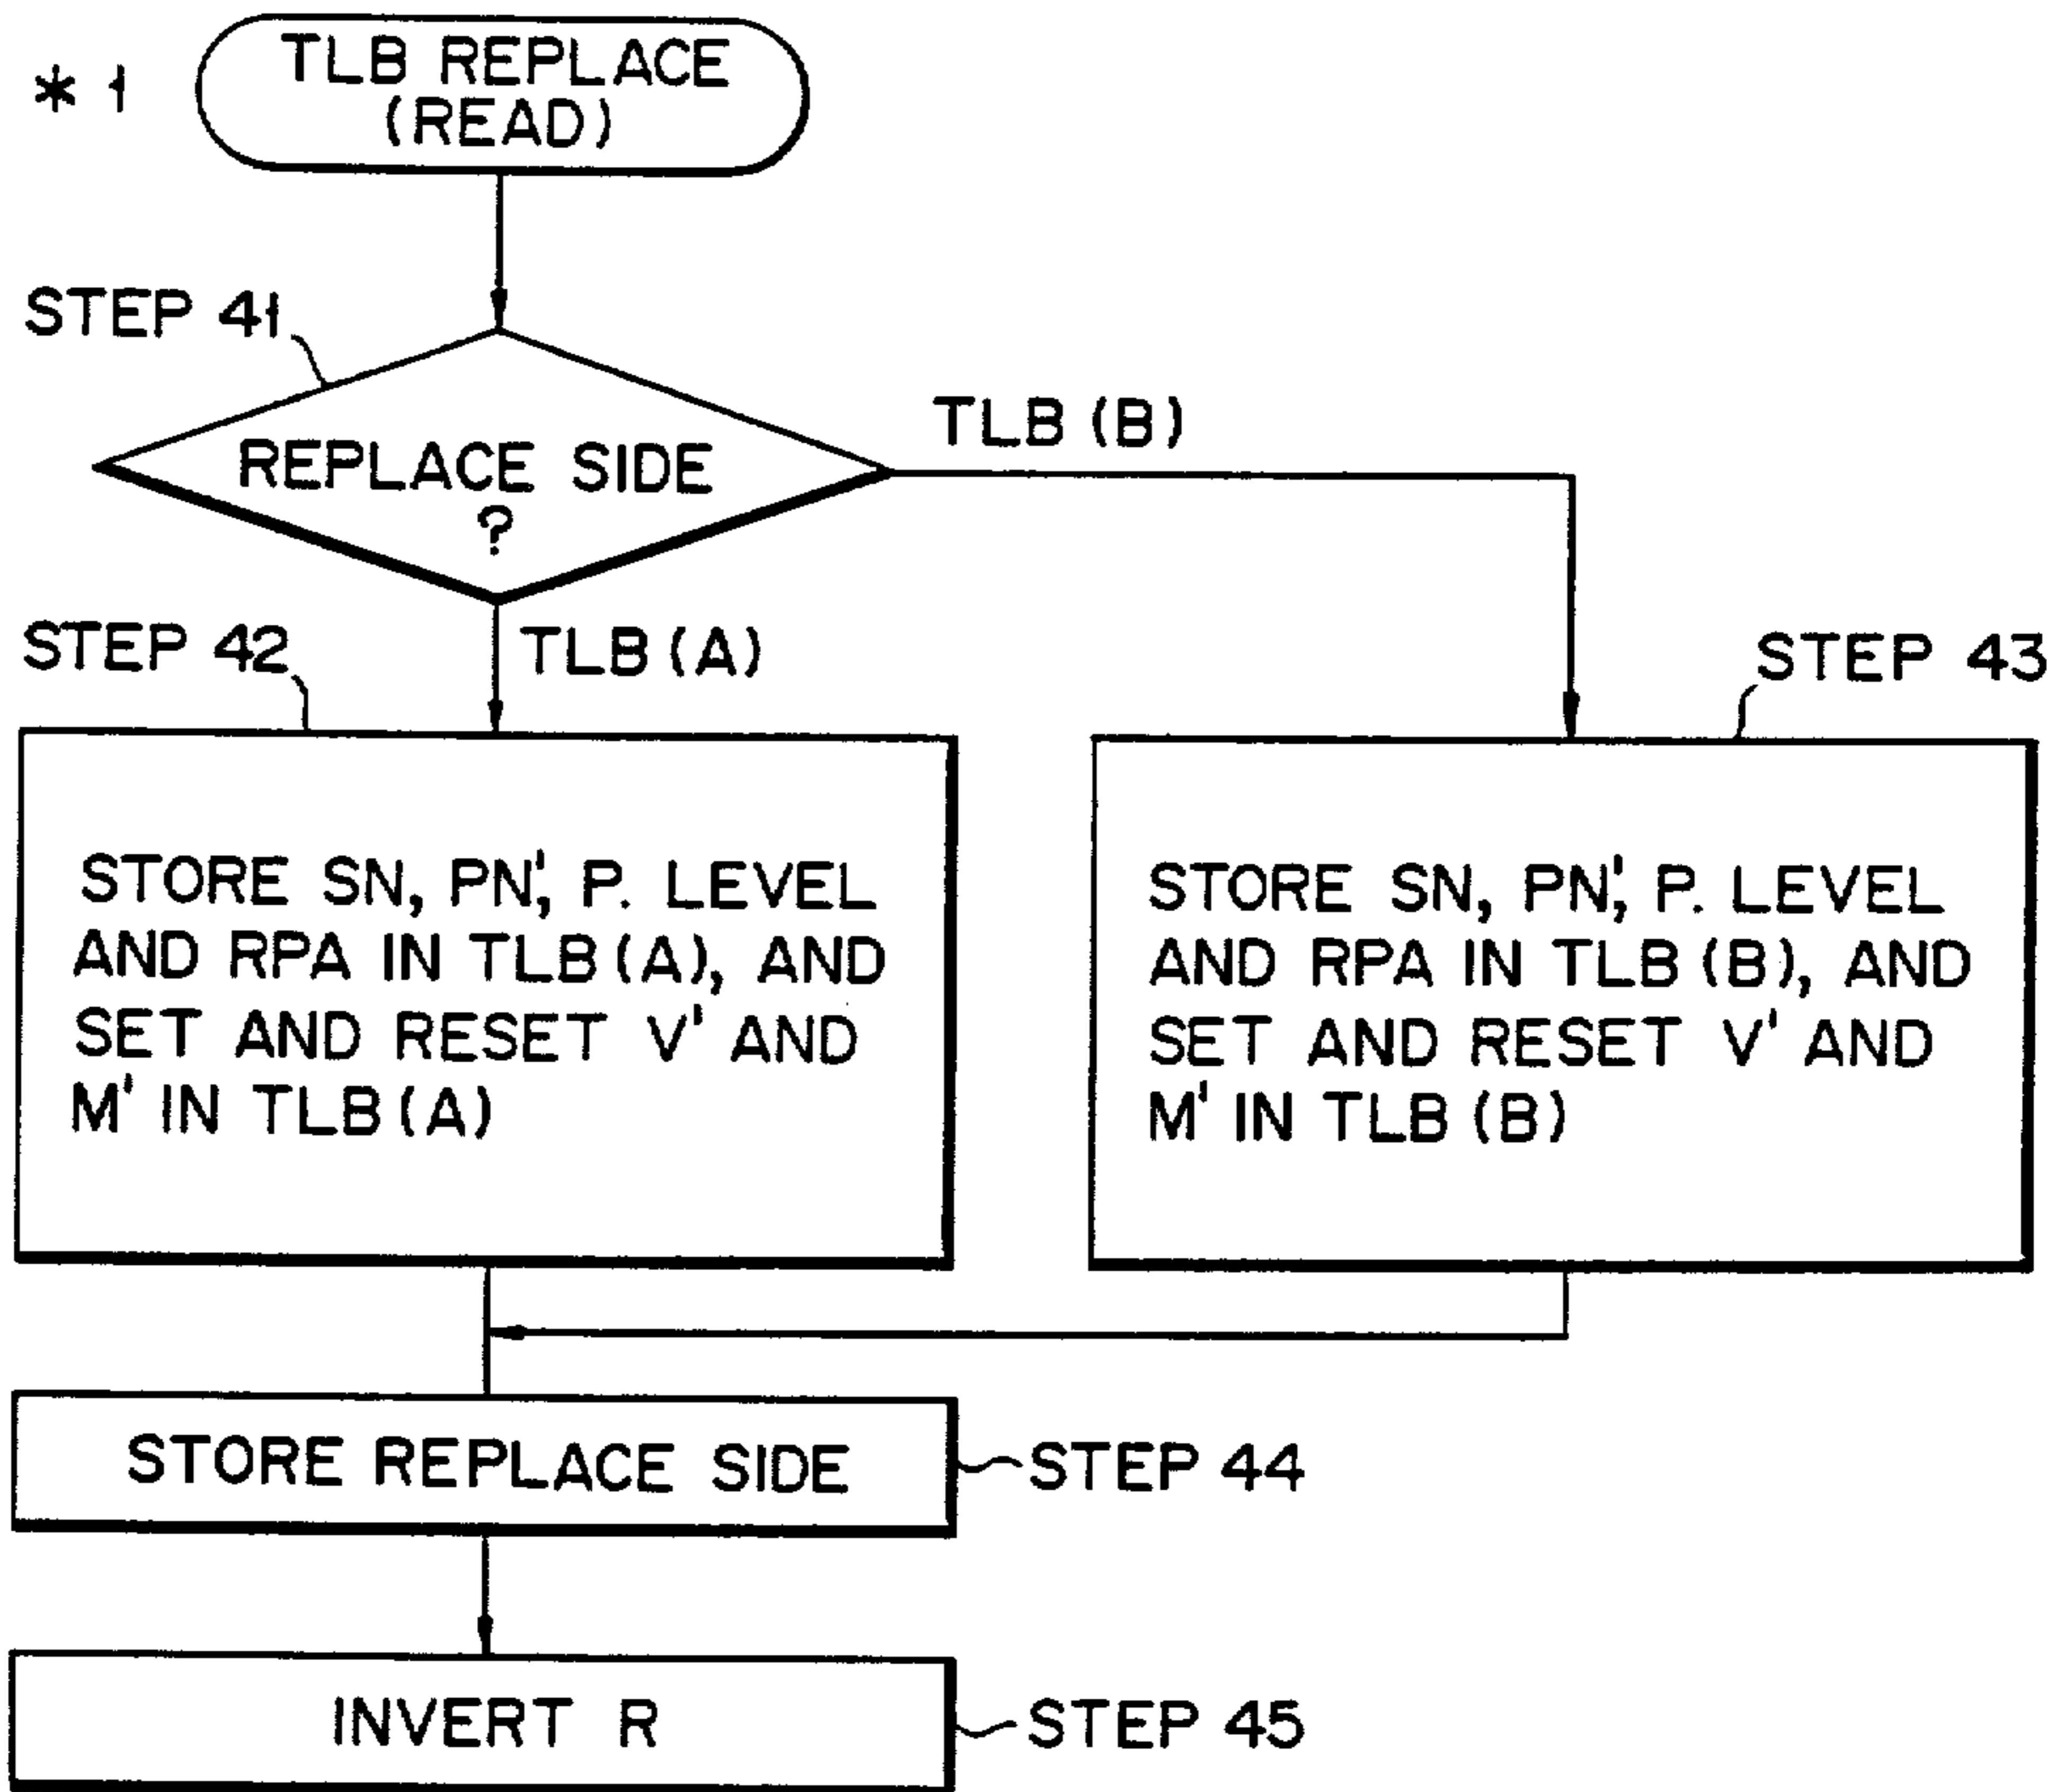 * 1
TLB REPLACE
(READ)
STEP 41
REPLACE SIDE
?
TLB (B)
STEP 42
TLB (A)
STEP 43
STORE SN, PN', P. LEVEL
AND RPA IN TLB (A), AND
SET AND RESET V' AND
M' IN TLB (A)
STORE SN, PN', P. LEVEL
AND RPA IN TLB (B), AND
SET AND RESET V' AND
M' IN TLB (B)
STORE REPLACE SIDE
STEP 44
INVERT R
STEP 45